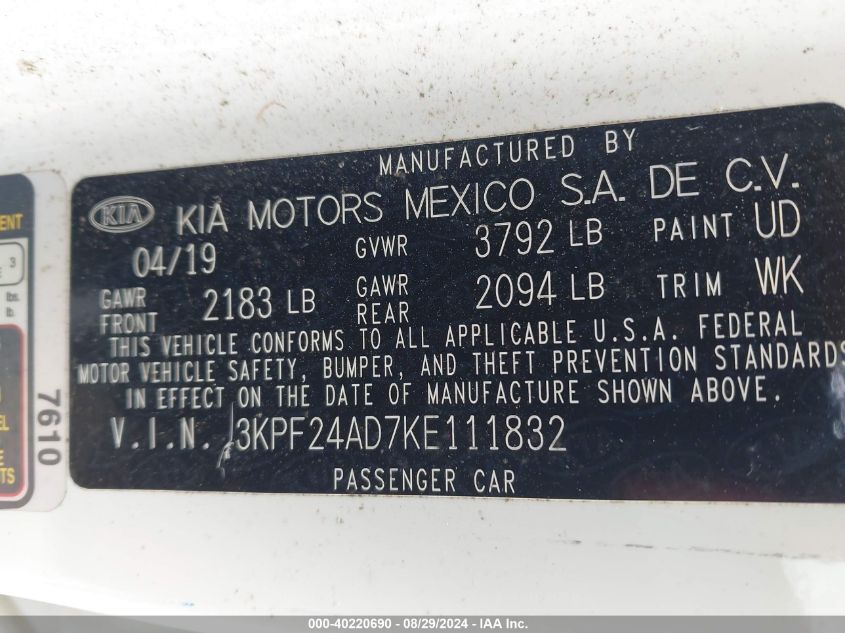 MANUFACTURED BY
KIA KIA MOTORS MEXICO S.A. DE C.V.
04/19 GVWR 3792 LB PAINT UD
GAWR FRONT 2183 LB GAWR REAR 2094 LB TRIM WK
THIS VEHICLE CONFORMS TO ALL APPLICABLE U.S.A. FEDERAL
MOTOR VEHICLE SAFETY, BUMPER, AND THEFT PREVENTION STANDARDS
IN EFFECT ON THE DATE OF MANUFACTURE SHOWN ABOVE.
V.I.N. 3KPF24AD7KE111832
PASSENGER CAR
7610
3
lbs.
lb.
000-40220690 - 08/29/2024 - IAA Inc.